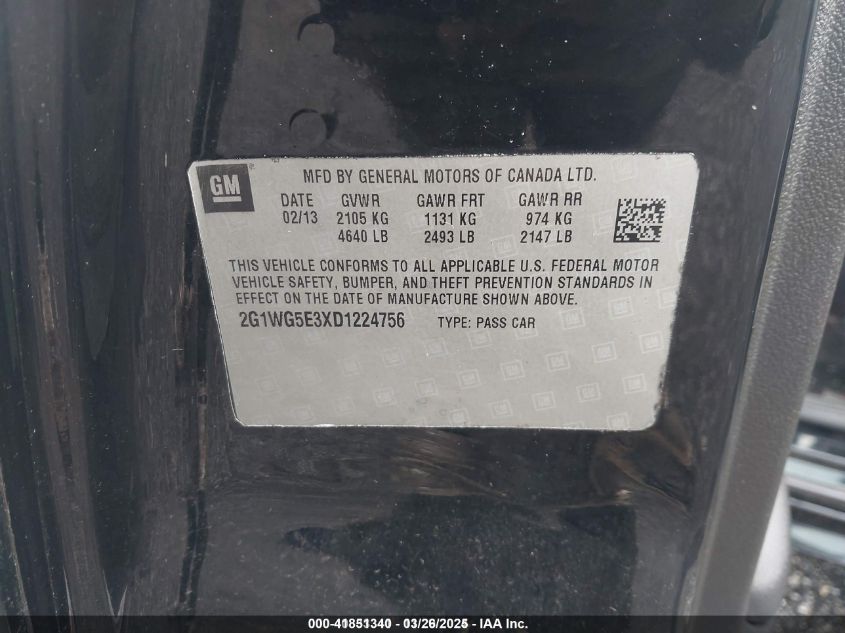 GM
MFD BY GENERAL MOTORS OF CANADA LTD.
DATE GVWR GAWR FRT GAWR RR
02/13 2105 KG 1131 KG 974 KG
4640 LB 2493 LB 2147 LB
THIS VEHICLE CONFORMS TO ALL APPLICABLE U.S. FEDERAL MOTOR
VEHICLE SAFETY, BUMPER, AND THEFT PREVENTION STANDARDS IN
EFFECT ON THE DATE OF MANUFACTURE SHOWN ABOVE.
2G1WG5E3XD1224756 TYPE: PASS CAR
000-41851340 - 03/26/2025 - IAA Inc.